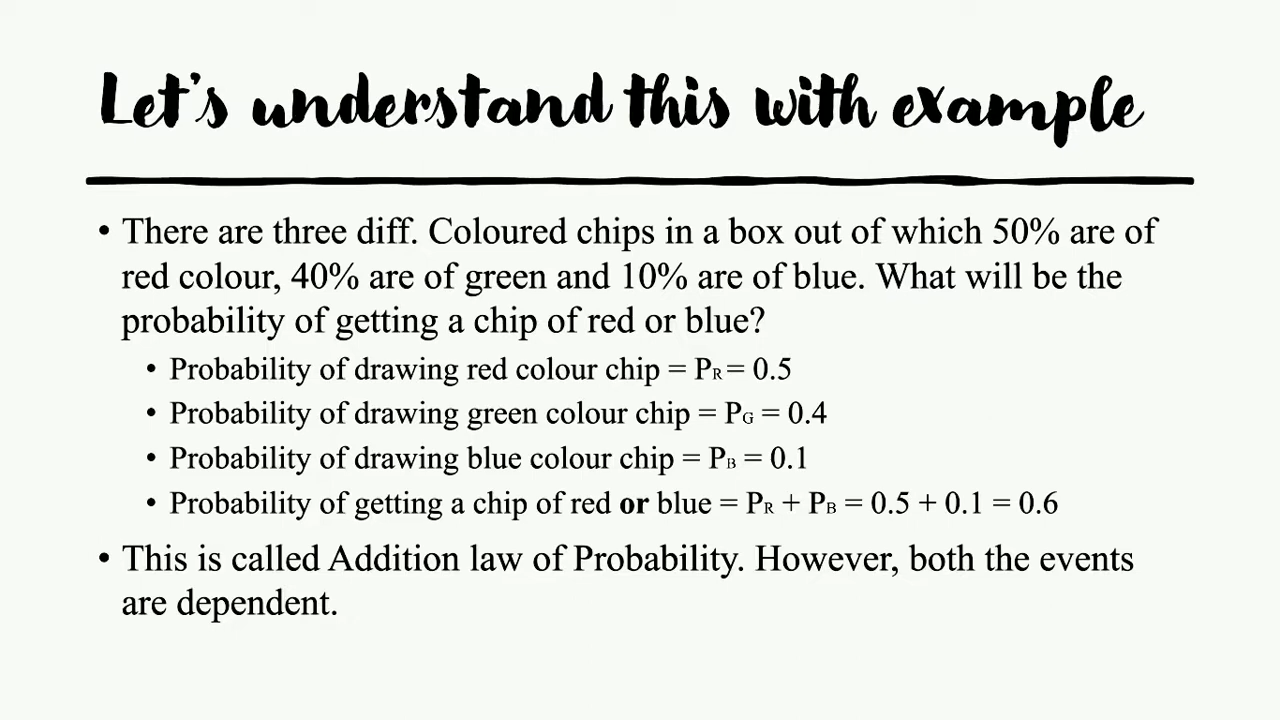 Let's understand this with example
• There are three diff. Coloured chips in a box out of which 50% are of
red colour, 40% are of green and 10% are of blue. What will be the
probability of getting a chip of red or blue?
• Probability of drawing red colour chip = PR = 0.5
• Probability of drawing green colour chip = PG = 0.4
• Probability of drawing blue colour chip = PB = 0.1
• Probability of getting a chip of red or blue = PR + PB = 0.5 + 0.1 = 0.6
• This is called Addition law of Probability. However, both the events
are dependent.